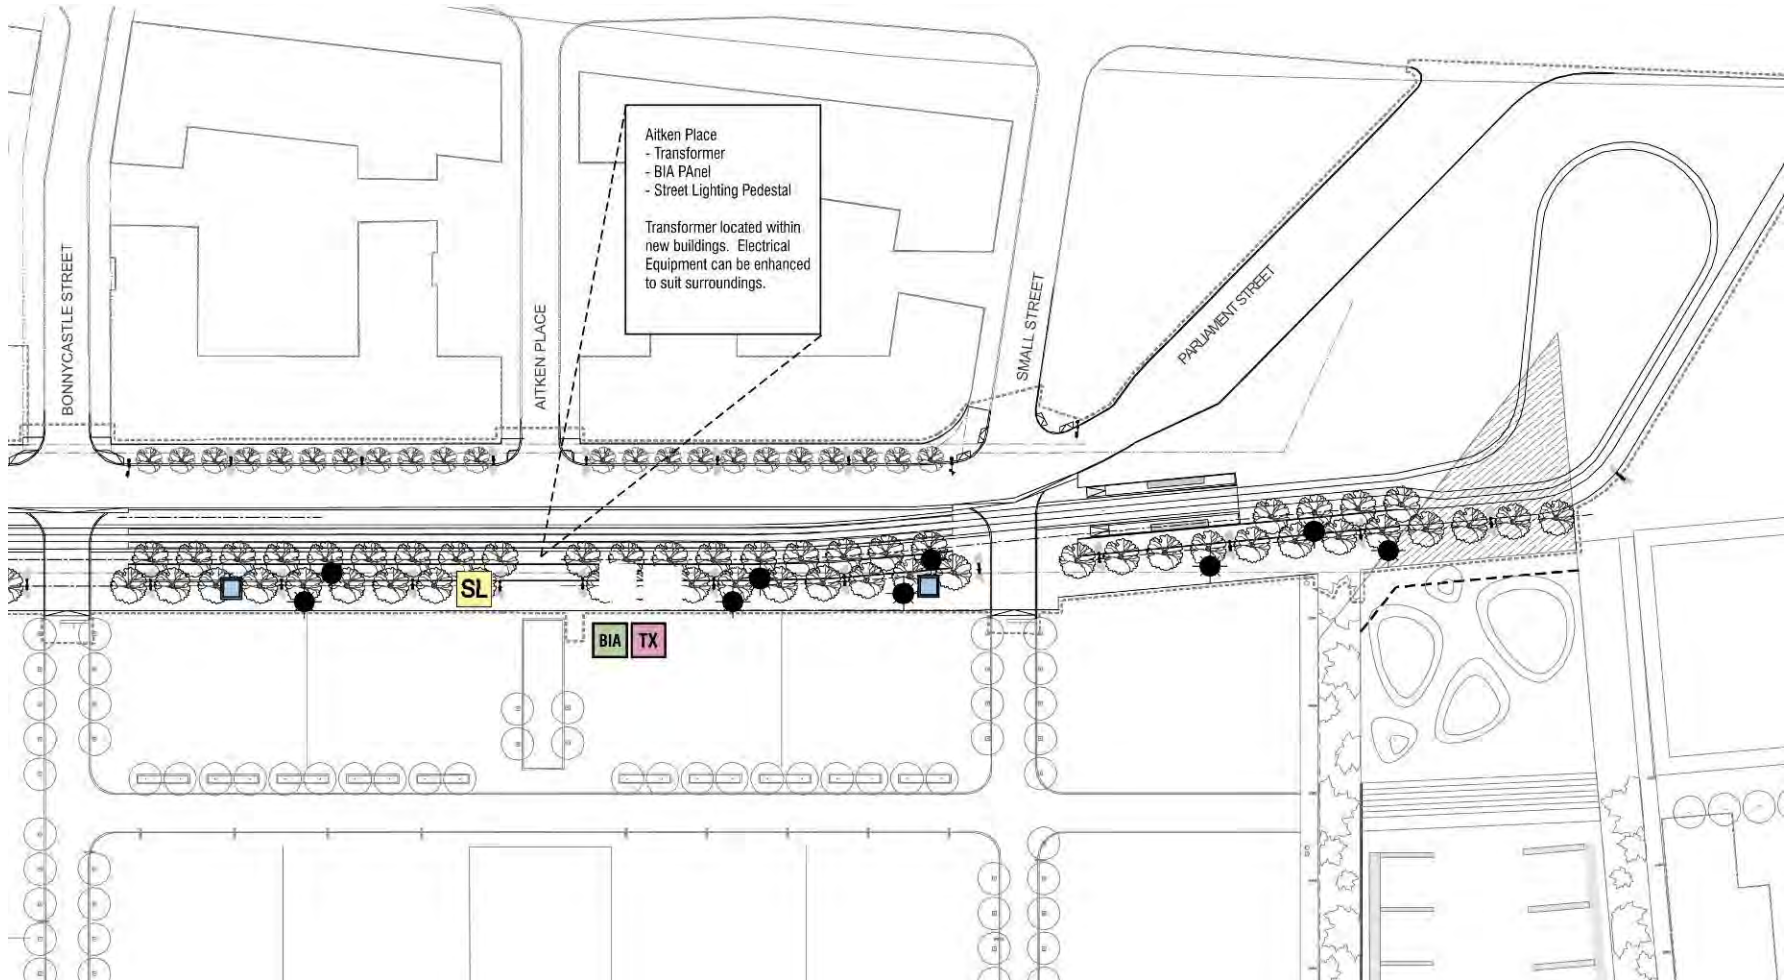 Aitken Place
- Transformer
- BIA PAnel
- Street Lighting Pedestal
Transformer located within
new buildings. Electrical
Equipment can be enhanced
to suit surroundings.
BONNYCASTLE STREET
AITKEN PLACE
SMALL STREET
PARLIAMENT STREET
SL
BIA
TX